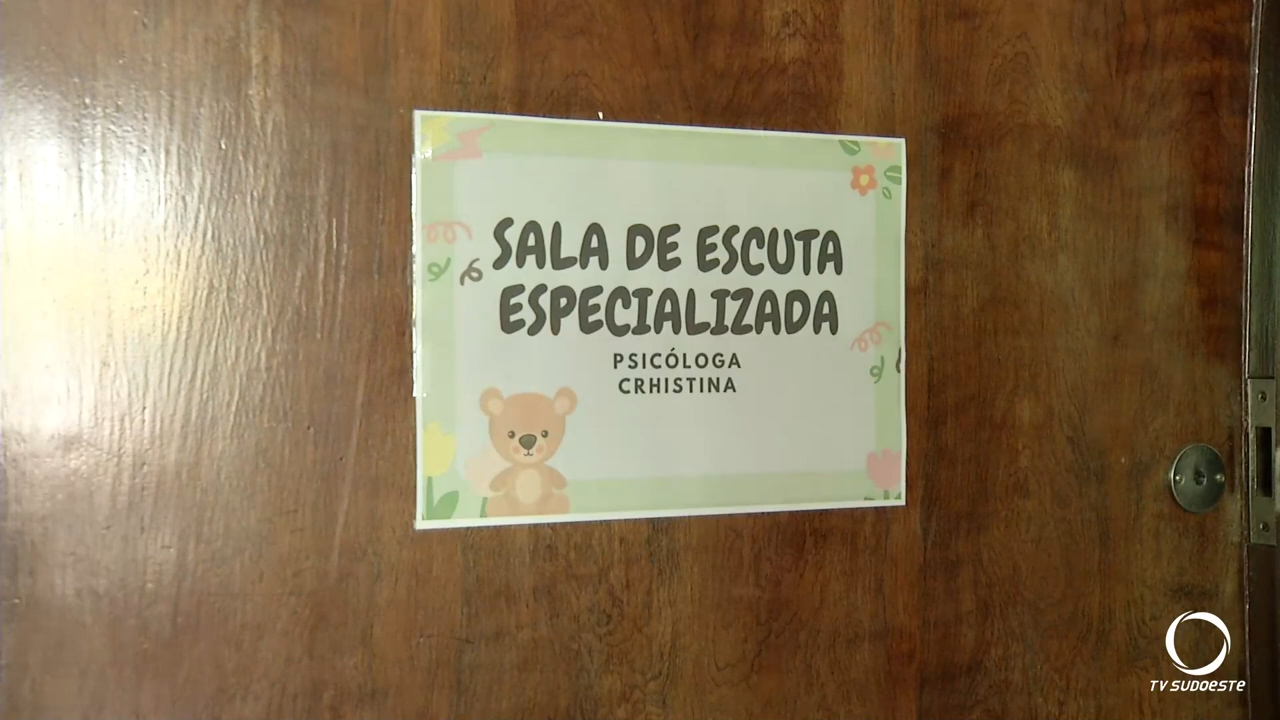 SALA DE ESCUTA
ESPECIALIZADA
PSICÓLOGA
CRHISTINA
TV SUDOESTE